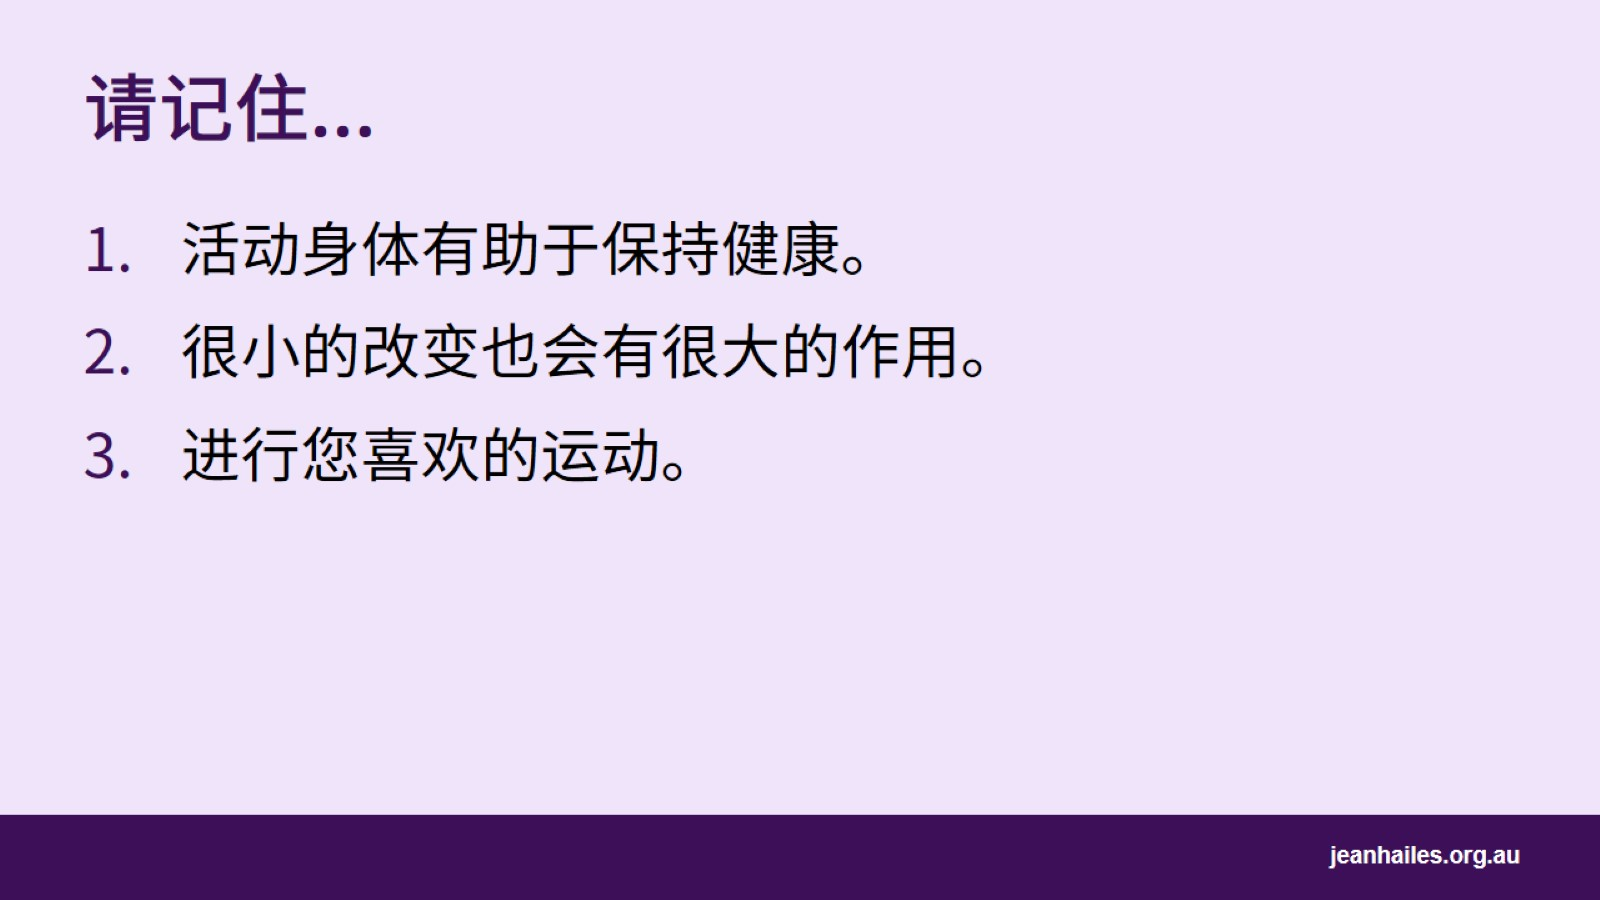 请记住...
1. 活动身体有助于保持健康。
2. 很小的改变也会有很大的作用。
3. 进行您喜欢的运动。
jeanhailes.org.au